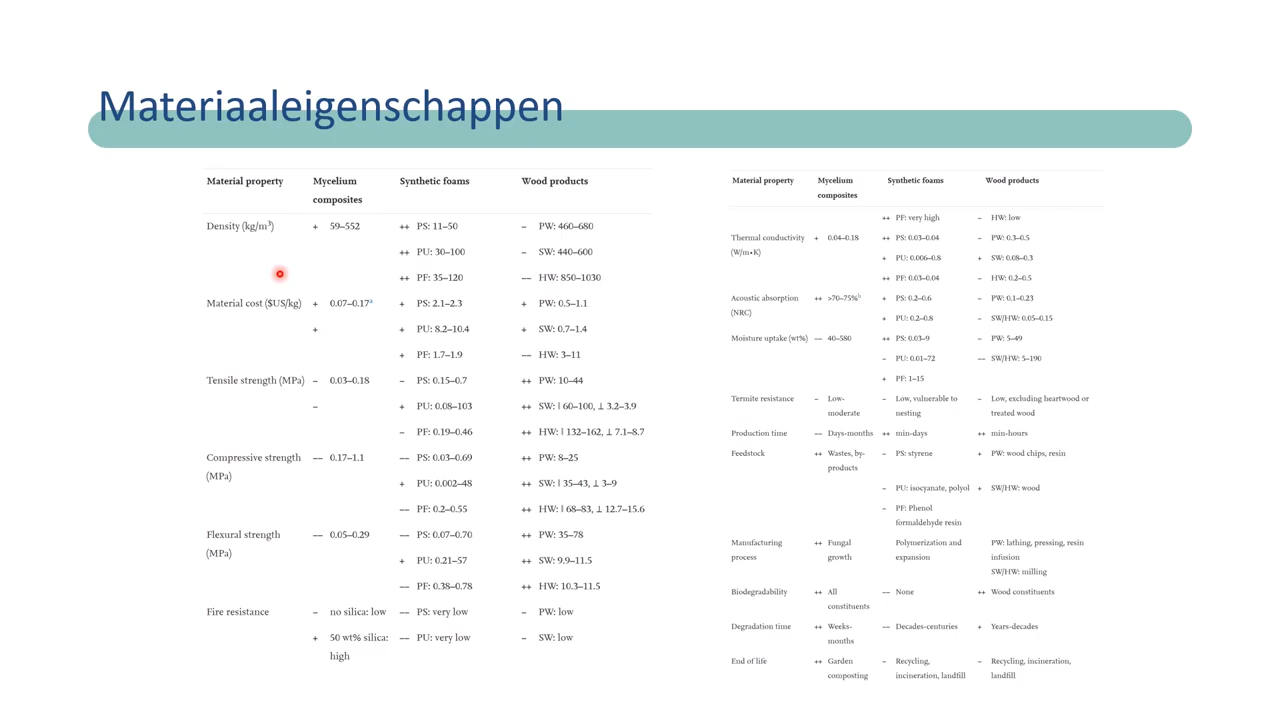 Materiaaleigenschappen
Material property Mycelium composites Synthetic foams Wood products
Density (kg/m³) + 59–552 ++ PS: 11–50 – PW: 460–680
++ PU: 30–100 – SW: 440–600
++ PF: 35–120 –– HW: 850–1030
Material cost ($US/kg) + 0.07–0.17ᵃ + PS: 2.1–2.3 + PW: 0.5–1.1
+ + PU: 8.2–10.4 + SW: 0.7–1.4
+ PF: 1.7–1.9 –– HW: 3–11
Tensile strength (MPa) – 0.03–0.18 – PS: 0.15–0.7 ++ PW: 10–44
– + PU: 0.08–103 ++ SW: ∥ 60–100, ⊥ 3.2–3.9
– PF: 0.19–0.46 ++ HW: ∥ 132–162, ⊥ 7.1–8.7
Compressive strength –– 0.17–1.1 –– PS: 0.03–0.69 ++ PW: 8–25
(MPa) + PU: 0.002–48 ++ SW: ∥ 35–43, ⊥ 3–9
–– PF: 0.2–0.55 ++ HW: ∥ 68–83, ⊥ 12.7–15.6
Flexural strength –– 0.05–0.29 –– PS: 0.07–0.70 ++ PW: 35–78
(MPa) + PU: 0.21–57 ++ SW: 9.9–11.5
–– PF: 0.38–0.78 ++ HW: 10.3–11.5
Fire resistance – no silica: low –– PS: very low – PW: low
+ 50 wt% silica: –– PU: very low – SW: low
high
Material property Mycelium composites Synthetic foams Wood products
++ PF: very high – HW: low
Thermal conductivity + 0.04–0.18 ++ PS: 0.03–0.04 – PW: 0.3–0.5
(W/m•K) + PU: 0.006–0.8 + SW: 0.08–0.3
++ PF: 0.03–0.04 – HW: 0.2–0.5
Acoustic absorption ++ >70–75%ᵇ + PS: 0.2–0.6 – PW: 0.1–0.23
(NRC) + PU: 0.2–0.8 – SW/HW: 0.05–0.15
Moisture uptake (wt%) –– 40–580 ++ PS: 0.03–9 – PW: 5–49
– PU: 0.01–72 –– SW/HW: 5–190
+ PF: 1–15
Termite resistance – Low- – Low, vulnerable to – Low, excluding heartwood or
moderate nesting treated wood
Production time –– Days-months ++ min-days ++ min-hours
Feedstock ++ Wastes, by- – PS: styrene + PW: wood chips, resin
products
– PU: isocyanate, polyol + SW/HW: wood
– PF: Phenol
formaldehyde resin
Manufacturing ++ Fungal Polymerization and PW: lathing, pressing, resin
process growth expansion infusion
SW/HW: milling
Biodegradability ++ All –– None ++ Wood constituents
constituents
Degradation time ++ Weeks- –– Decades-centuries + Years-decades
months
End of life ++ Garden – Recycling, – Recycling, incineration,
composting incineration, landfill landfill